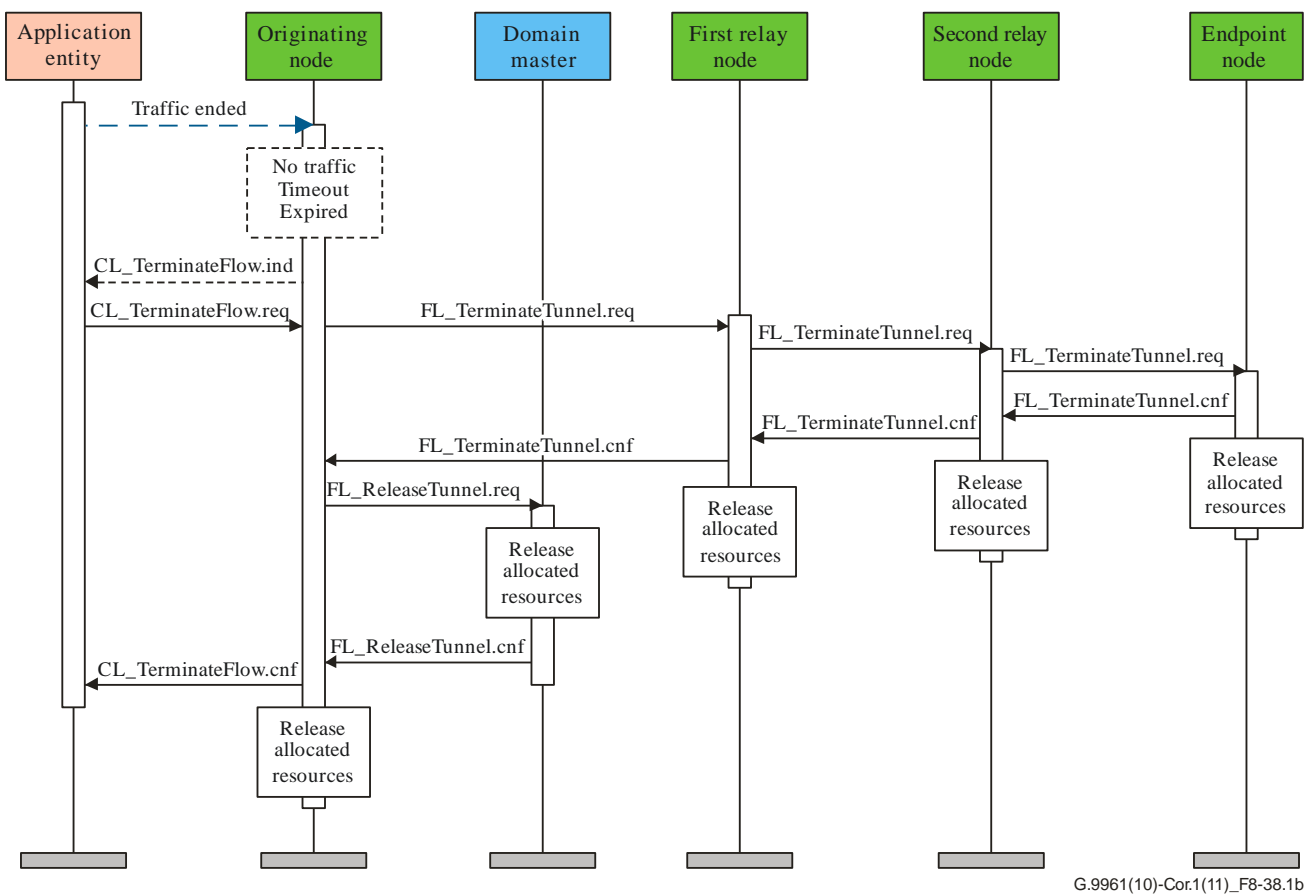 Application
entity
Originating
node
Domain
master
First relay
node
Second relay
node
Endpoint
node
Traffic ended
No traffic
Timeout
Expired
CL_TerminateFlow.ind
CL_TerminateFlow.req
FL_TerminateTunnel.req
FL_TerminateTunnel.req
FL_TerminateTunnel.req
FL_TerminateTunnel.cnf
FL_TerminateTunnel.cnf
FL_TerminateTunnel.cnf
Release
allocated
resources
Release
allocated
resources
FL_ReleaseTunnel.req
Release
allocated
resources
Release
allocated
resources
FL_ReleaseTunnel.cnf
CL_TerminateFlow.cnf
Release
allocated
resources
G.9961(10)-Cor.1(11)_F8-38.1b